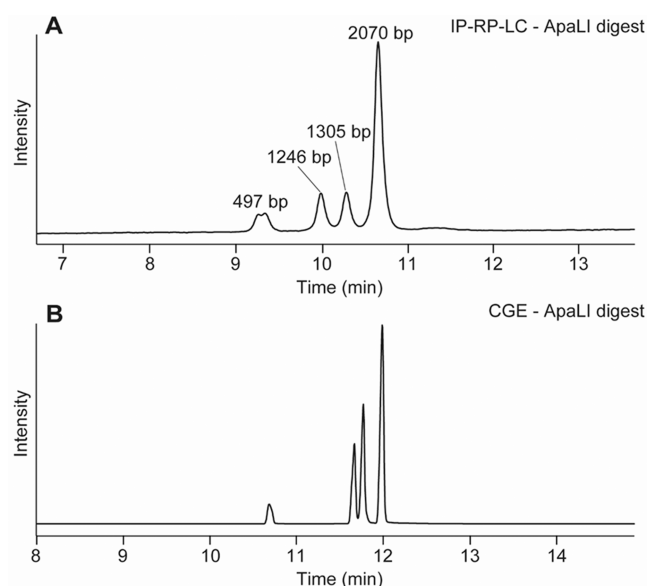 A
IP-RP-LC - ApaLI digest
2070 bp
1305 bp
1246 bp
497 bp
Intensity
7 8 9 10 11 12 13
Time (min)
B
CGE - ApaLI digest
Intensity
8 9 10 11 12 13 14
Time (min)